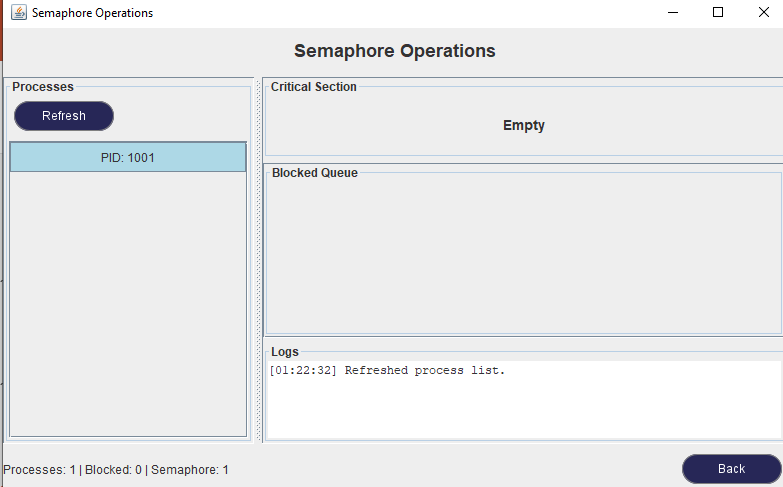 Semaphore Operations
Semaphore Operations
Processes
Refresh
PID: 1001
Critical Section
Empty
Blocked Queue
Logs
[01:22:32] Refreshed process list.
Processes: 1 | Blocked: 0 | Semaphore: 1
Back